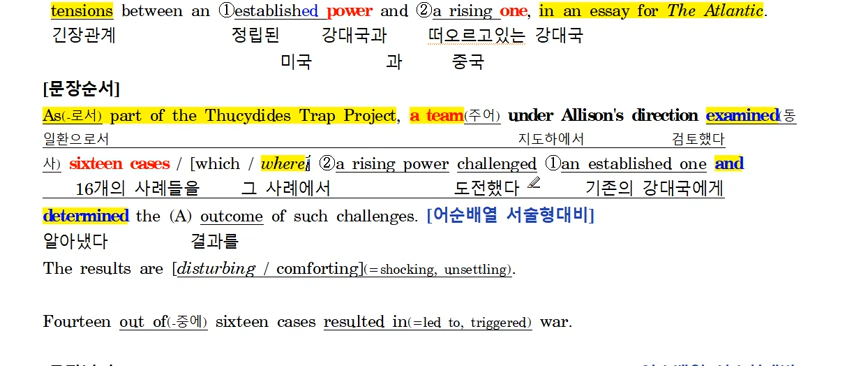 tensions between an ①established power and ②a rising one, in an essay for The Atlantic.
긴장관계 정립된 강대국과 떠오르고있는 강대국
미국 과 중국
[문장순서]
As(-로서) part of the Thucydides Trap Project, a team(주어) under Allison's direction examined(동
일환으로서 지도하에서 검토했다
사) sixteen cases / [which / where] ②a rising power challenged ①an established one and
16개의 사례들을 그 사례에서 도전했다 기존의 강대국에게
determined the (A) outcome of such challenges. [어순배열 서술형대비]
알아냈다 결과를
The results are [disturbing / comforting](=shocking, unsettling).
Fourteen out of(-중에) sixteen cases resulted in(=led to, triggered) war.